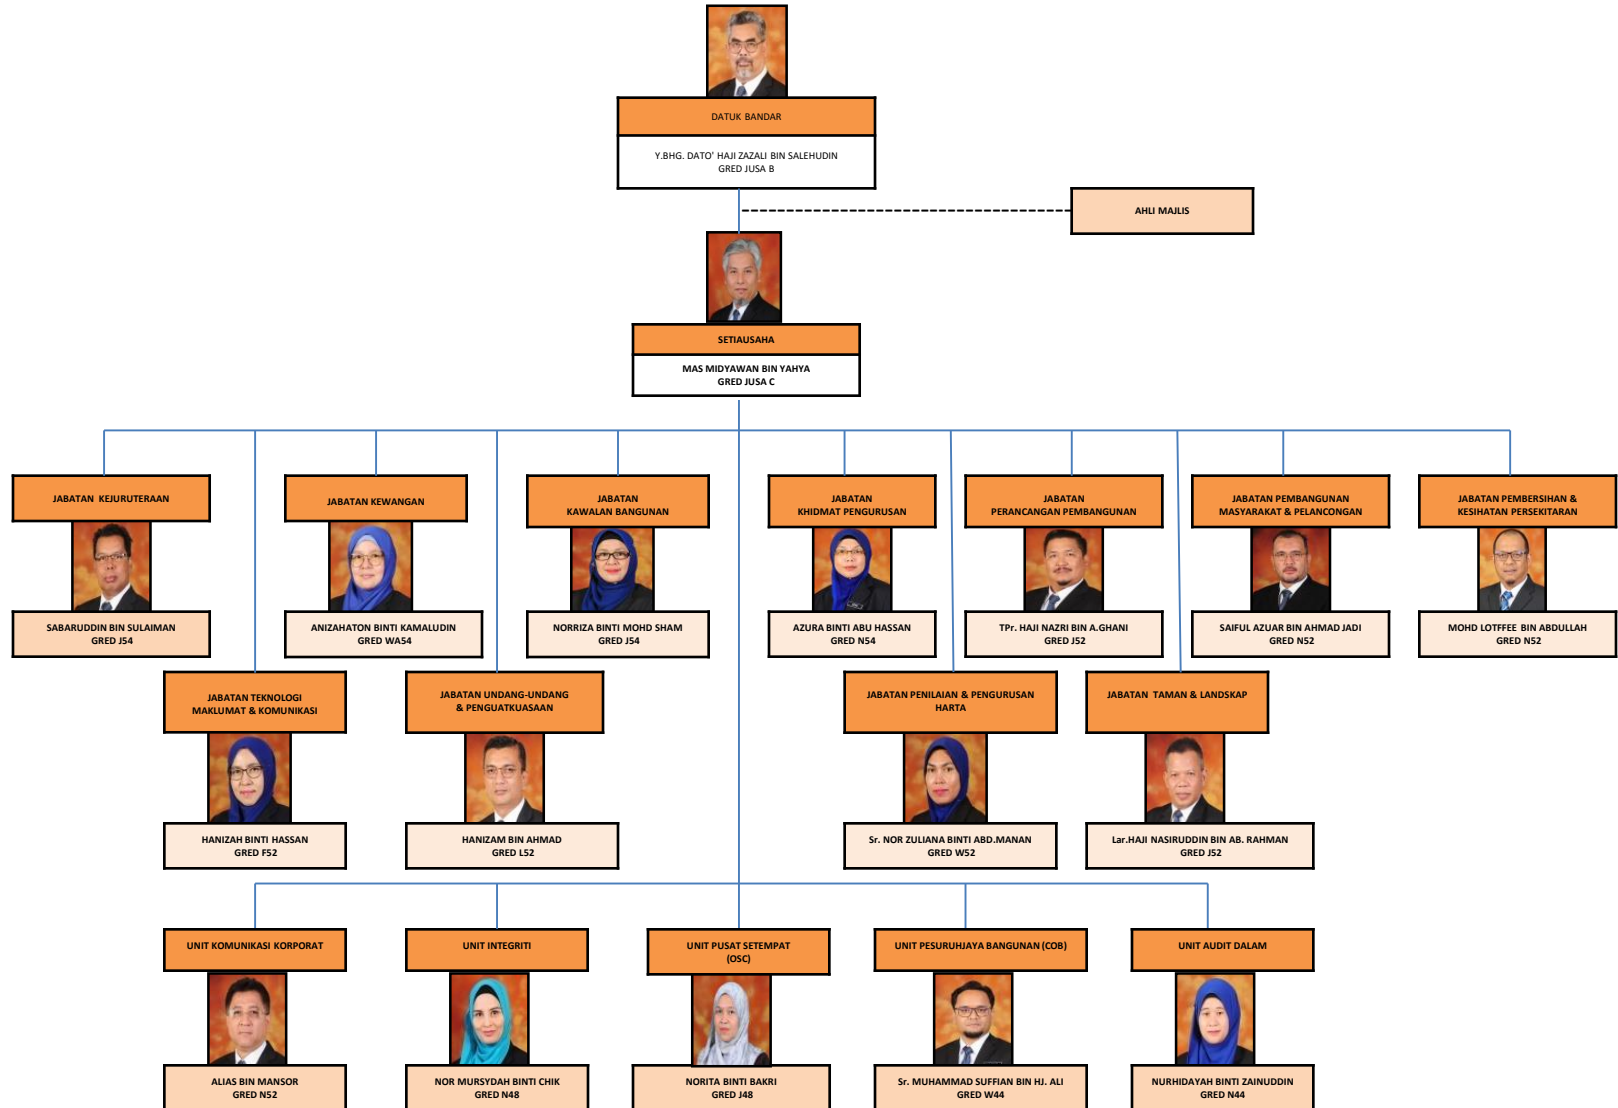 DATUK BANDAR
Y.BHG. DATO' HAJI ZAZALI BIN SALEHUDIN
GRED JUSA B
AHLI MAJLIS
SETIAUSAHA
MAS MIDYAWAN BIN YAHYA
GRED JUSA C
JABATAN KEJURUTERAAN
SABARUDDIN BIN SULAIMAN
GRED J54
JABATAN KEWANGAN
ANIZAHATON BINTI KAMALUDIN
GRED WA54
JABATAN
KAWALAN BANGUNAN
NORRIZA BINTI MOHD SHAM
GRED J54
JABATAN
KHIDMAT PENGURUSAN
AZURA BINTI ABU HASSAN
GRED N54
JABATAN
PERANCANGAN PEMBANGUNAN
TPr. HAJI NAZRI BIN A.GHANI
GRED J52
JABATAN PEMBANGUNAN
MASYARAKAT & PELANCONGAN
SAIFUL AZUAR BIN AHMAD JADI
GRED N52
JABATAN PEMBERSIHAN &
KESIHATAN PERSEKITARAN
MOHD LOTFFEE BIN ABDULLAH
GRED N52
JABATAN TEKNOLOGI
MAKLUMAT & KOMUNIKASI
HANIZAH BINTI HASSAN
GRED F52
JABATAN UNDANG-UNDANG
& PENGUATKUASAAN
HANIZAM BIN AHMAD
GRED L52
JABATAN PENILAIAN & PENGURUSAN
HARTA
Sr. NOR ZULIANA BINTI ABD.MANAN
GRED W52
JABATAN TAMAN & LANDSKAP
Lar.HAJI NASIRUDDIN BIN AB. RAHMAN
GRED J52
UNIT KOMUNIKASI KORPORAT
ALIAS BIN MANSOR
GRED N52
UNIT INTEGRITI
NOR MURSYDAH BINTI CHIK
GRED N48
UNIT PUSAT SETEMPAT
(OSC)
NORITA BINTI BAKRI
GRED J48
UNIT PESURUHJAYA BANGUNAN (COB)
Sr. MUHAMMAD SUFFIAN BIN HJ. ALI
GRED W44
UNIT AUDIT DALAM
NURHIDAYAH BINTI ZAINUDDIN
GRED N44